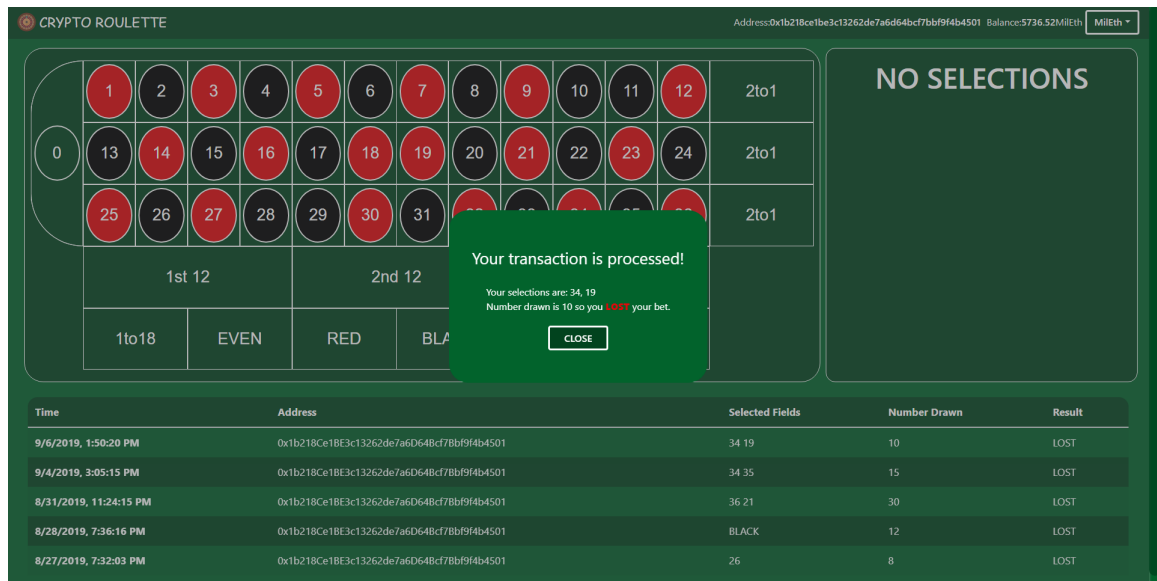 CRYPTO ROULETTE
Address:0x1b218ce1be3c13262de7a6d64bcf7bbf9f4b4501 Balance:5736.52MilEth MilEth
1 2 3 4 5 6 7 8 9 10 11 12 2to1
0 13 14 15 16 17 18 19 20 21 22 23 24 2to1
25 26 27 28 29 30 31 2to1
1st 12 2nd 12
1to18 EVEN RED BLA
NO SELECTIONS
Your transaction is processed!
Your selections are: 34, 19
Number drawn is 10 so you LOST your bet.
CLOSE
Time Address Selected Fields Number Drawn Result
9/6/2019, 1:50:20 PM 0x1b218Ce1BE3c13262de7a6D64Bcf7Bbf9f4b4501 34 19 10 LOST
9/4/2019, 3:05:15 PM 0x1b218Ce1BE3c13262de7a6D64Bcf7Bbf9f4b4501 34 35 15 LOST
8/31/2019, 11:24:15 PM 0x1b218Ce1BE3c13262de7a6D64Bcf7Bbf9f4b4501 36 21 30 LOST
8/28/2019, 7:36:16 PM 0x1b218Ce1BE3c13262de7a6D64Bcf7Bbf9f4b4501 BLACK 12 LOST
8/27/2019, 7:32:03 PM 0x1b218Ce1BE3c13262de7a6D64Bcf7Bbf9f4b4501 26 8 LOST